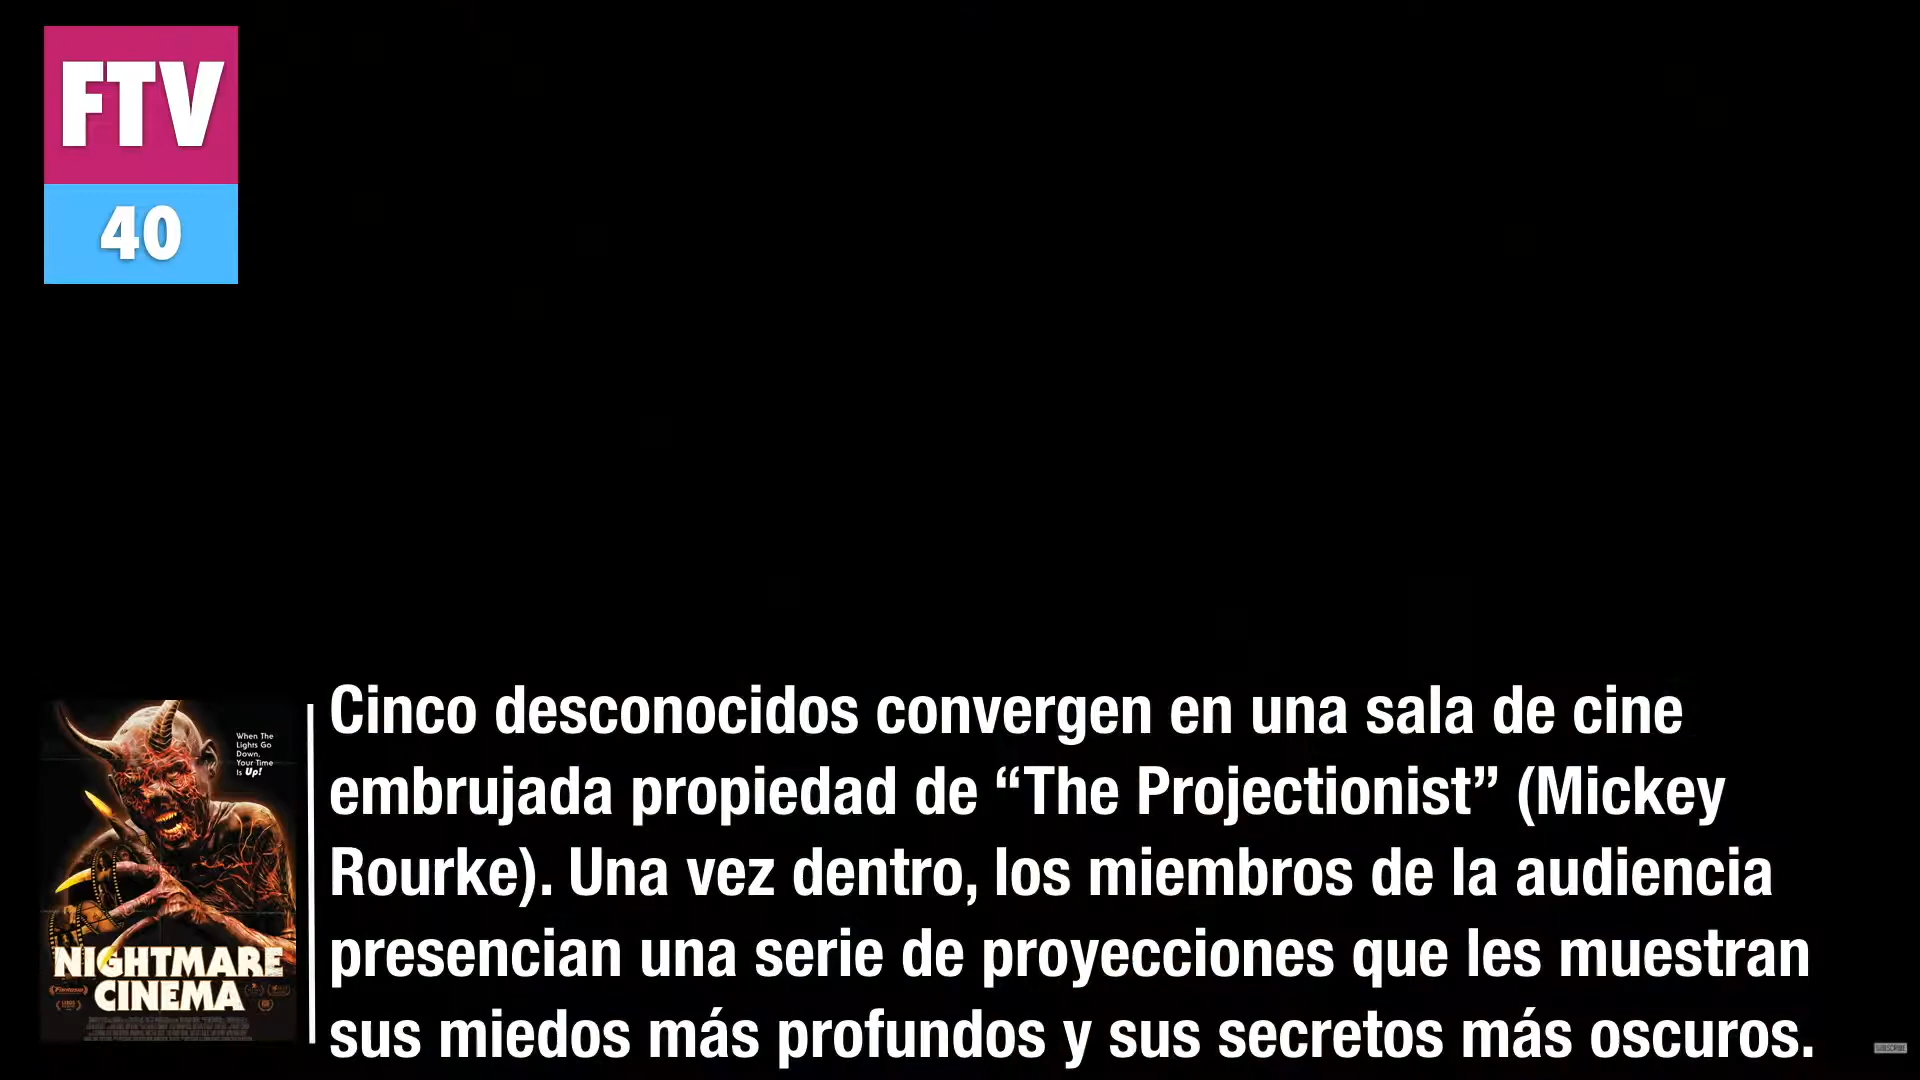 FTV
40
When The
Lights Go
Down,
Your Time
Is Up!
NIGHTMARE
CINEMA
Cinco desconocidos convergen en una sala de cine
embrujada propiedad de “The Projectionist” (Mickey
Rourke). Una vez dentro, los miembros de la audiencia
presencian una serie de proyecciones que les muestran
sus miedos más profundos y sus secretos más oscuros.
SUBSCRIBE